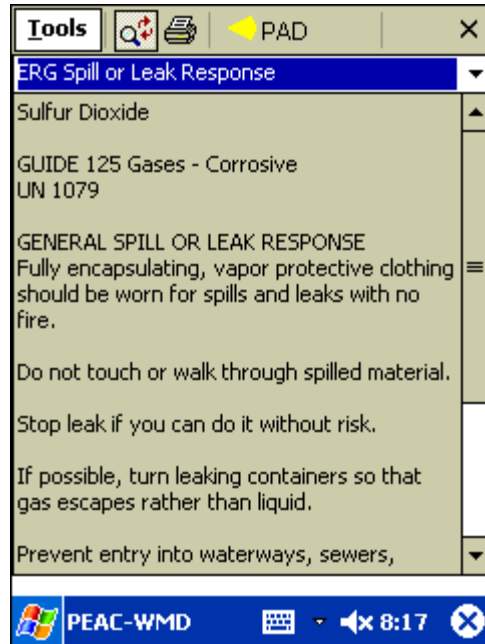 Tools
PAD
ERG Spill or Leak Response
Sulfur Dioxide
GUIDE 125 Gases - Corrosive
UN 1079
GENERAL SPILL OR LEAK RESPONSE
Fully encapsulating, vapor protective clothing
should be worn for spills and leaks with no
fire.
Do not touch or walk through spilled material.
Stop leak if you can do it without risk.
If possible, turn leaking containers so that
gas escapes rather than liquid.
Prevent entry into waterways, sewers,
PEAC-WMD
8:17